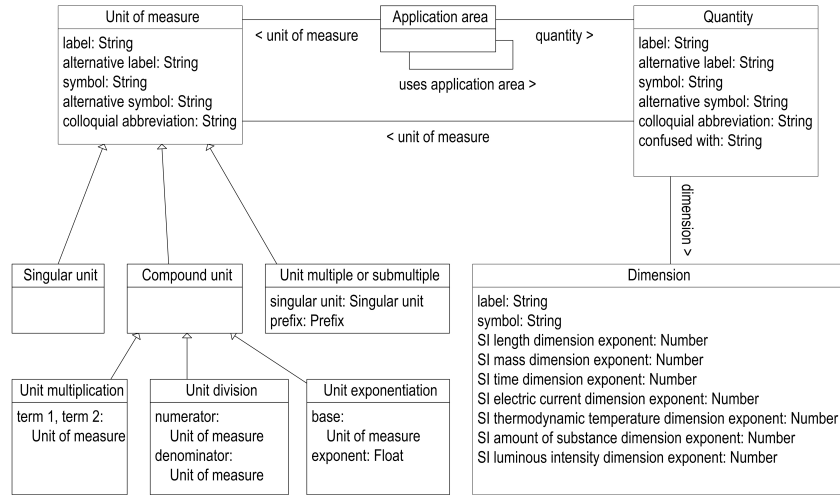 Unit of measure
label: String
alternative label: String
symbol: String
alternative symbol: String
colloquial abbreviation: String
< unit of measure
Application area
quantity >
uses application area >
< unit of measure
Quantity
label: String
alternative label: String
symbol: String
alternative symbol: String
colloquial abbreviation: String
confused with: String
dimension >
Singular unit
Compound unit
Unit multiple or submultiple
singular unit: Singular unit
prefix: Prefix
Dimension
label: String
symbol: String
SI length dimension exponent: Number
SI mass dimension exponent: Number
SI time dimension exponent: Number
SI electric current dimension exponent: Number
SI thermodynamic temperature dimension exponent: Number
SI amount of substance dimension exponent: Number
SI luminous intensity dimension exponent: Number
Unit multiplication
term 1, term 2:
Unit of measure
Unit division
numerator:
Unit of measure
denominator:
Unit of measure
Unit exponentiation
base:
Unit of measure
exponent: Float